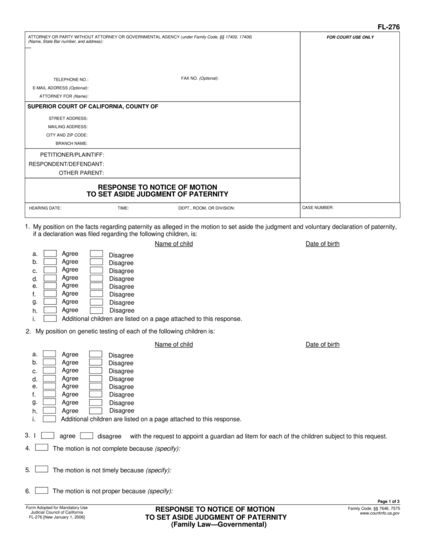 FL-276
ATTORNEY OR PARTY WITHOUT ATTORNEY OR GOVERNMENTAL AGENCY (under Family Code, §§ 17400, 17406)
(Name, State Bar number, and address):
FOR COURT USE ONLY
TELEPHONE NO.:
FAX NO. (Optional):
E-MAIL ADDRESS (Optional):
ATTORNEY FOR (Name):
SUPERIOR COURT OF CALIFORNIA, COUNTY OF
STREET ADDRESS:
MAILING ADDRESS:
CITY AND ZIP CODE:
BRANCH NAME:
PETITIONER/PLAINTIFF:
RESPONDENT/DEFENDANT:
OTHER PARENT:
RESPONSE TO NOTICE OF MOTION
TO SET ASIDE JUDGMENT OF PATERNITY
HEARING DATE:
TIME:
DEPT., ROOM, OR DIVISION:
CASE NUMBER:
1. My position on the facts regarding paternity as alleged in the motion to set aside the judgment and voluntary declaration of paternity,
if a declaration was filed regarding the following children, is:
Name of child Date of birth
a. Agree Disagree
b. Agree Disagree
c. Agree Disagree
d. Agree Disagree
e. Agree Disagree
f. Agree Disagree
g. Agree Disagree
h. Agree Disagree
i. Additional children are listed on a page attached to this response.
2. My position on genetic testing of each of the following children is:
Name of child Date of birth
a. Agree Disagree
b. Agree Disagree
c. Agree Disagree
d. Agree Disagree
e. Agree Disagree
f. Agree Disagree
g. Agree Disagree
h. Agree Disagree
i. Additional children are listed on a page attached to this response.
3. I agree disagree with the request to appoint a guardian ad litem for each of the children subject to this request.
4. The motion is not complete because (specify):
5. The motion is not timely because (specify):
6. The motion is not proper because (specify):
Page 1 of 3
Form Adopted for Mandatory Use
Judicial Council of California
FL-276 [New January 1, 2006]
RESPONSE TO NOTICE OF MOTION
TO SET ASIDE JUDGMENT OF PATERNITY
(Family Law—Governmental)
Family Code, §§ 7646, 7575
www.courtinfo.ca.gov